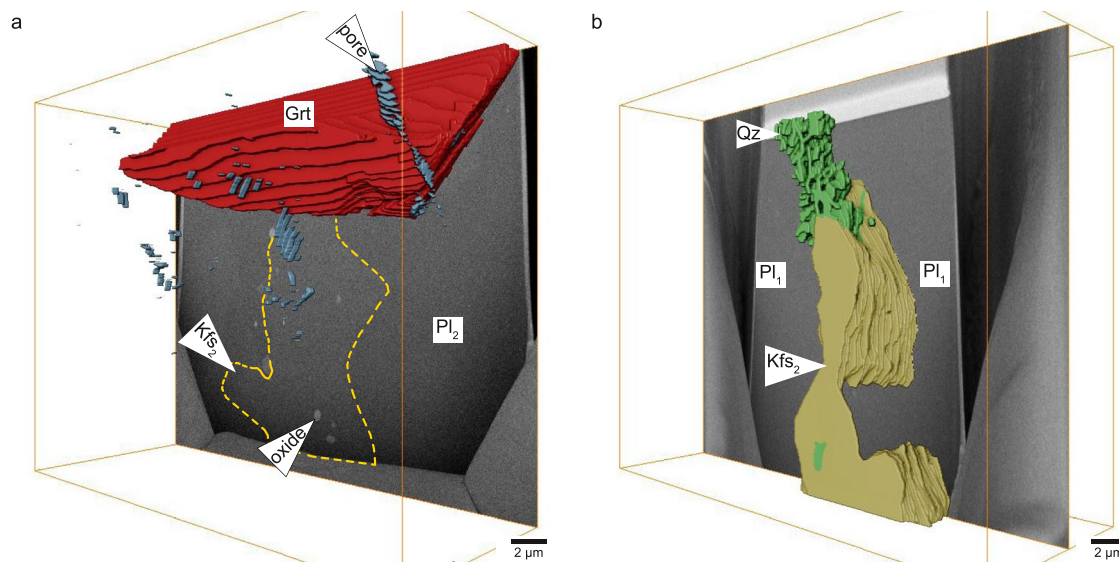 a
pore
Grt
Kfs₂
Pl₂
oxide
2 µm
b
Qz
Pl₁
Pl₁
Kfs₂
2 µm